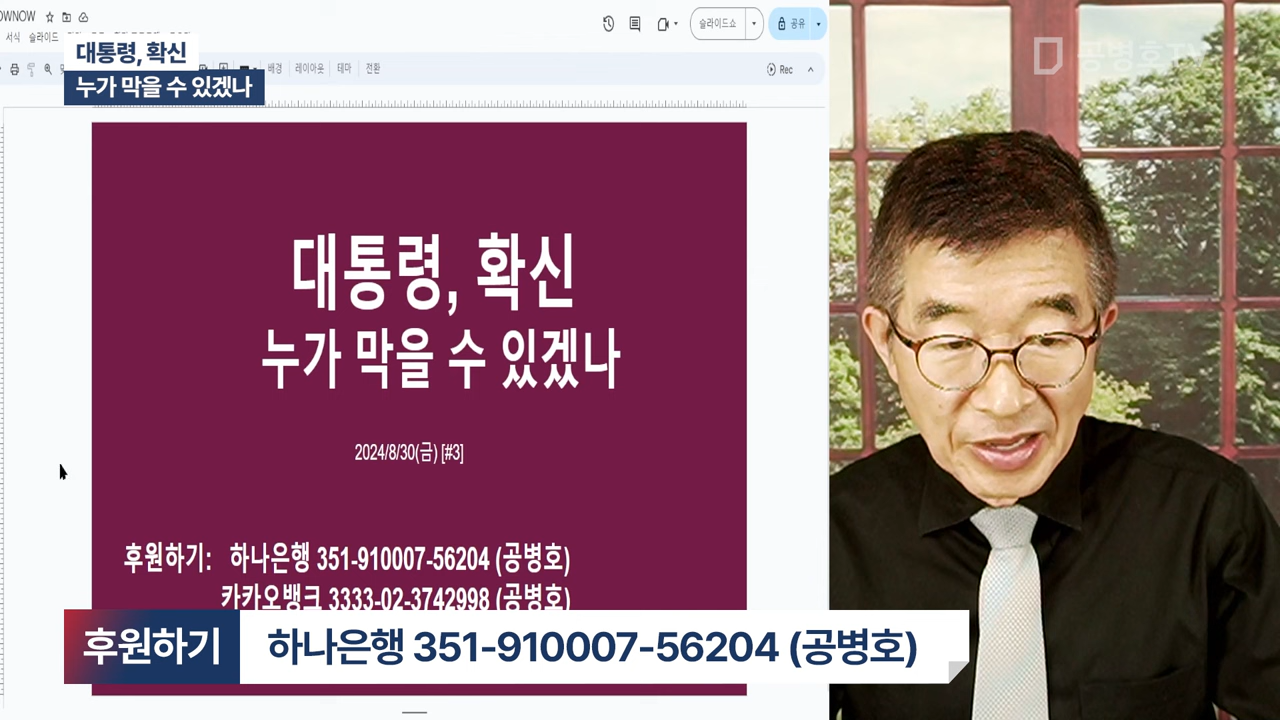 OWNOW
서식 슬라이드
대통령, 확신
누가 막을 수 있겠나
슬라이드쇼
공유
배경 레이아웃 테마 전환
Rec
공병호TV
대통령, 확신
누가 막을 수 있겠나
2024/8/30(금) [#3]
후원하기: 하나은행 351-910007-56204 (공병호)
카카오뱅크 3333-02-3742998 (공병호)
후원하기 하나은행 351-910007-56204 (공병호)